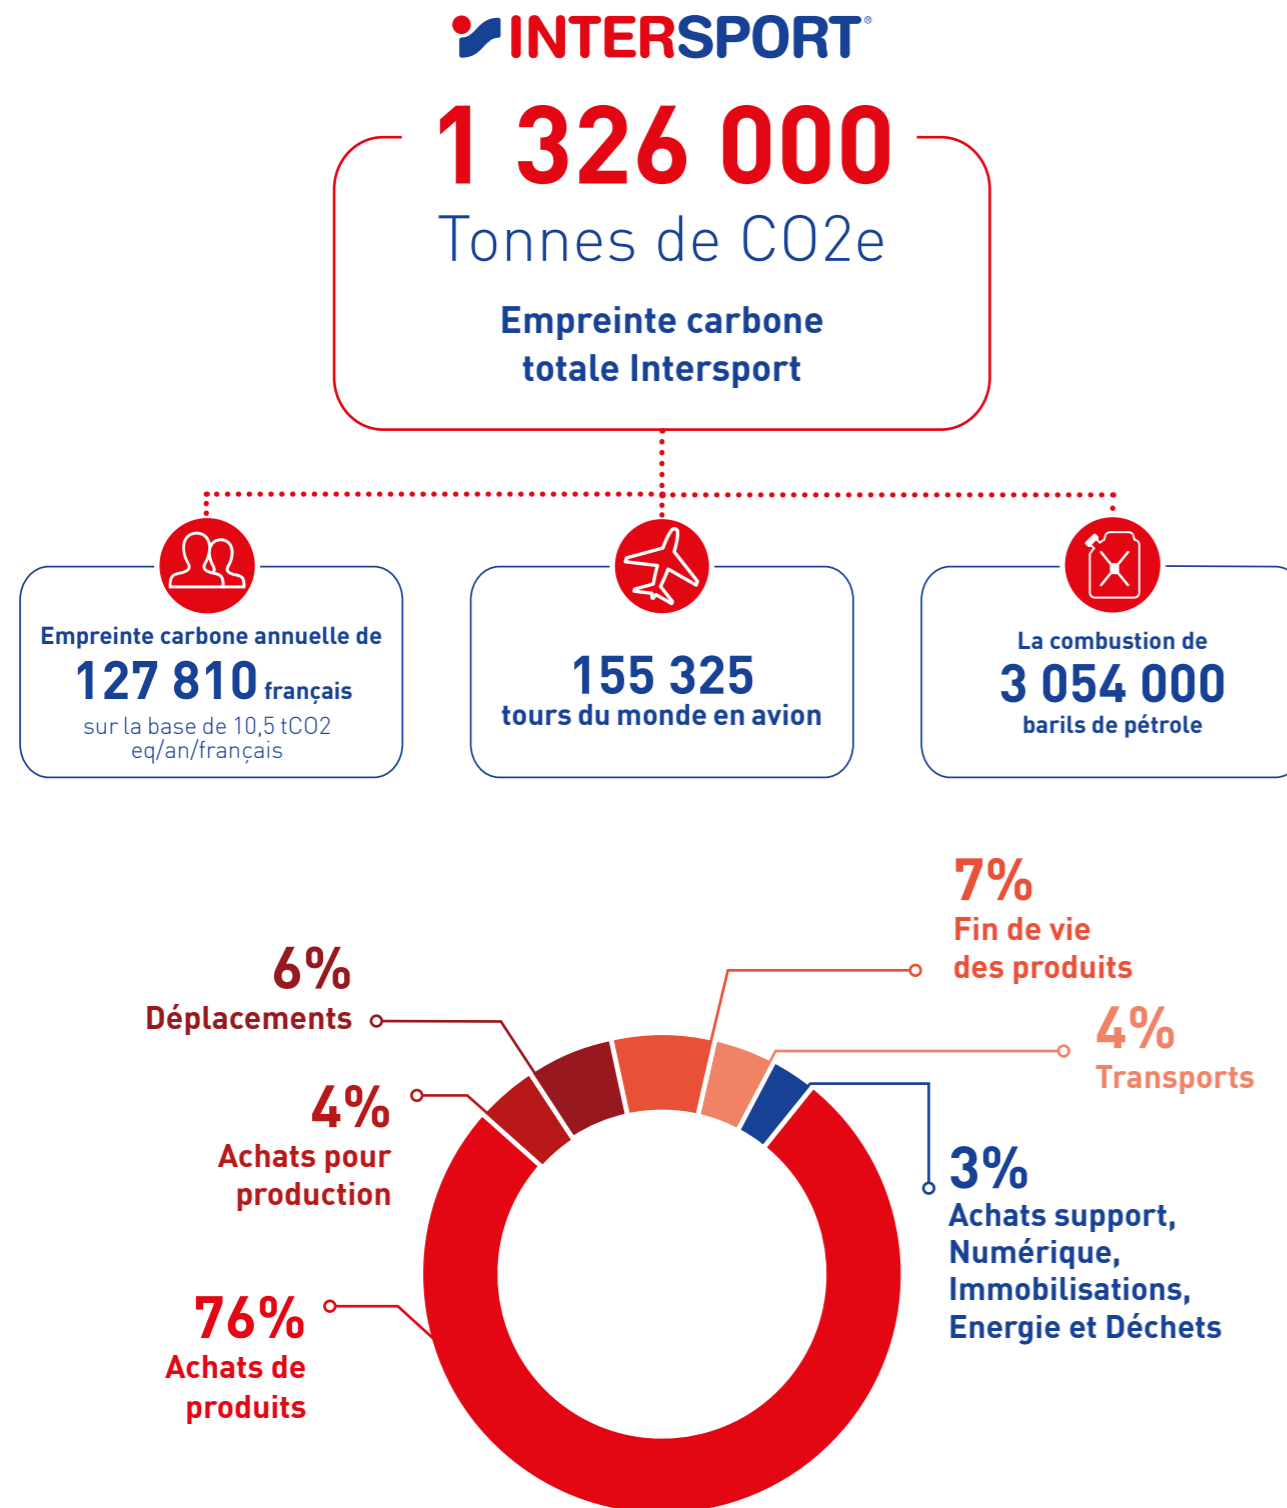 INTERSPORT®
1 326 000
Tonnes de CO2e
Empreinte carbone
totale Intersport
Empreinte carbone annuelle de
127 810 français
sur la base de 10,5 tCO2
eq/an/français
155 325
tours du monde en avion
La combustion de
3 054 000
barils de pétrole
7%
Fin de vie
des produits
6%
Déplacements
4%
Transports
4%
Achats pour
production
3%
Achats support,
Numérique,
Immobilisations,
Energie et Déchets
76%
Achats de
produits